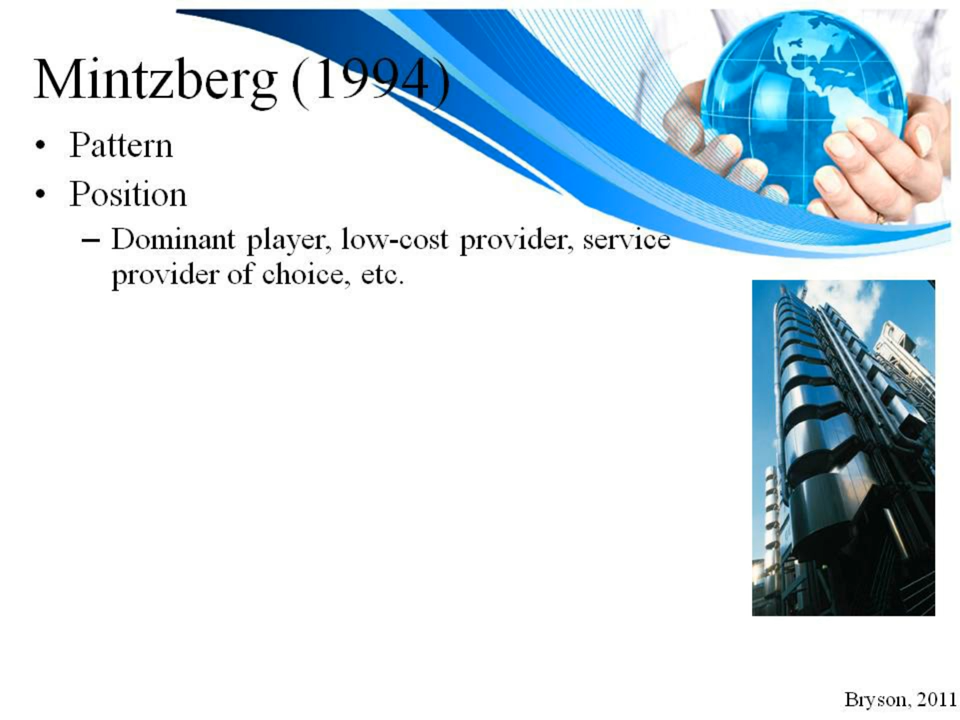 Mintzberg (1994)
• Pattern
• Position
– Dominant player, low-cost provider, service
provider of choice, etc.
Bryson, 2011